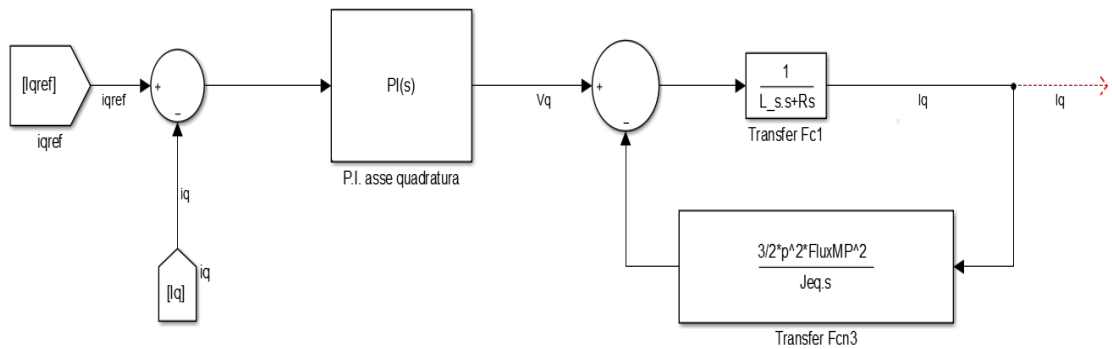 [Iqref]
iqref
iqref
+
−
iq
iq
[Iq]
PI(s)
P.I. asse quadratura
Vq
+
−
1
L_s.s+Rs
Transfer Fc1
Iq
Iq
3/2*p^2*FluxMP^2
Jeq.s
Transfer Fcn3